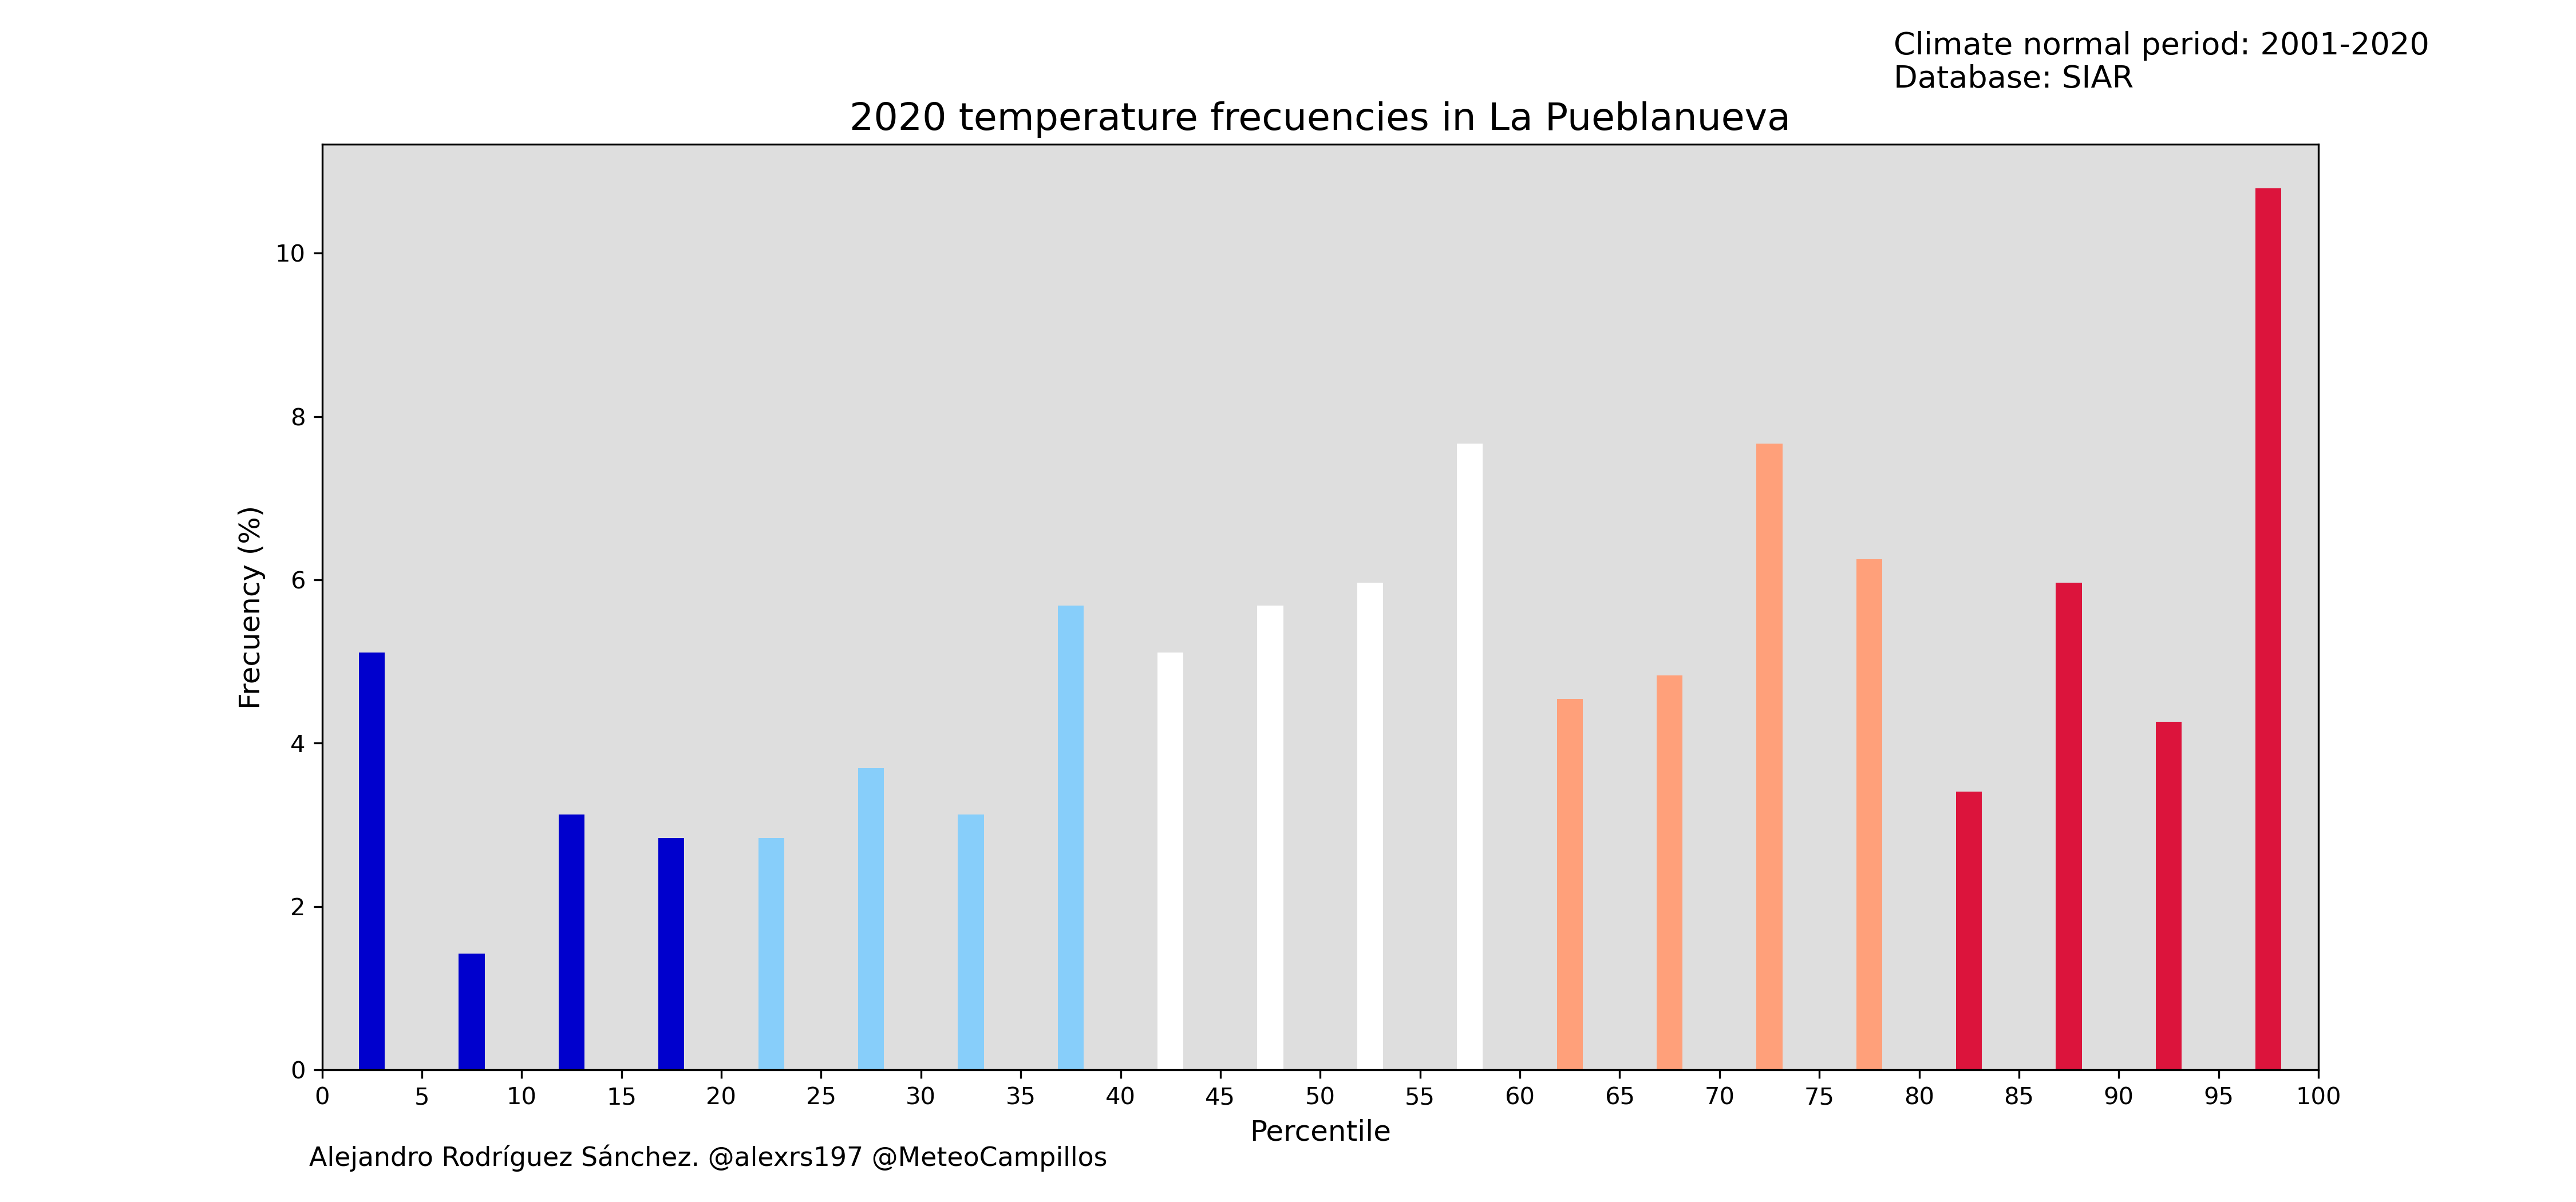 Climate normal period: 2001-2020
Database: SIAR
2020 temperature frecuencies in La Pueblanueva
10
8
6
4
2
0
Frecuency (%)
0 5 10 15 20 25 30 35 40 45 50 55 60 65 70 75 80 85 90 95 100
Percentile
Alejandro Rodríguez Sánchez. @alexrs197 @MeteoCampillos